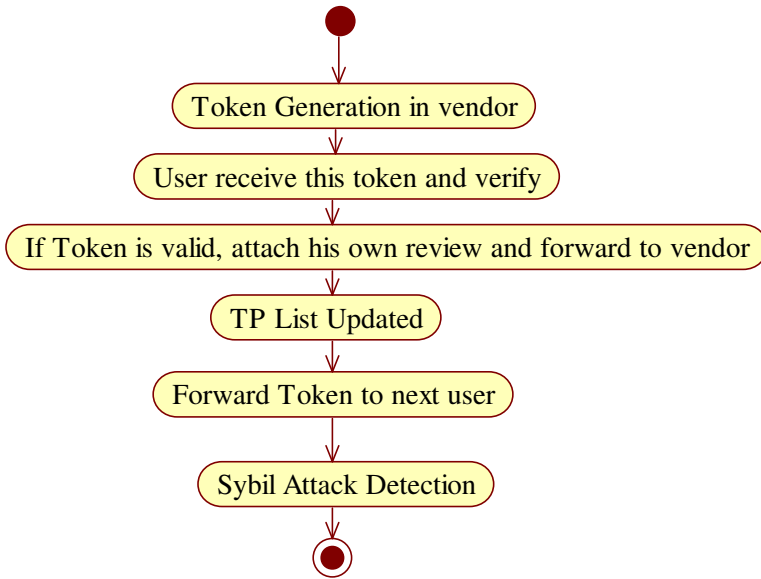 Token Generation in vendor
User receive this token and verify
If Token is valid, attach his own review and forward to vendor
TP List Updated
Forward Token to next user
Sybil Attack Detection